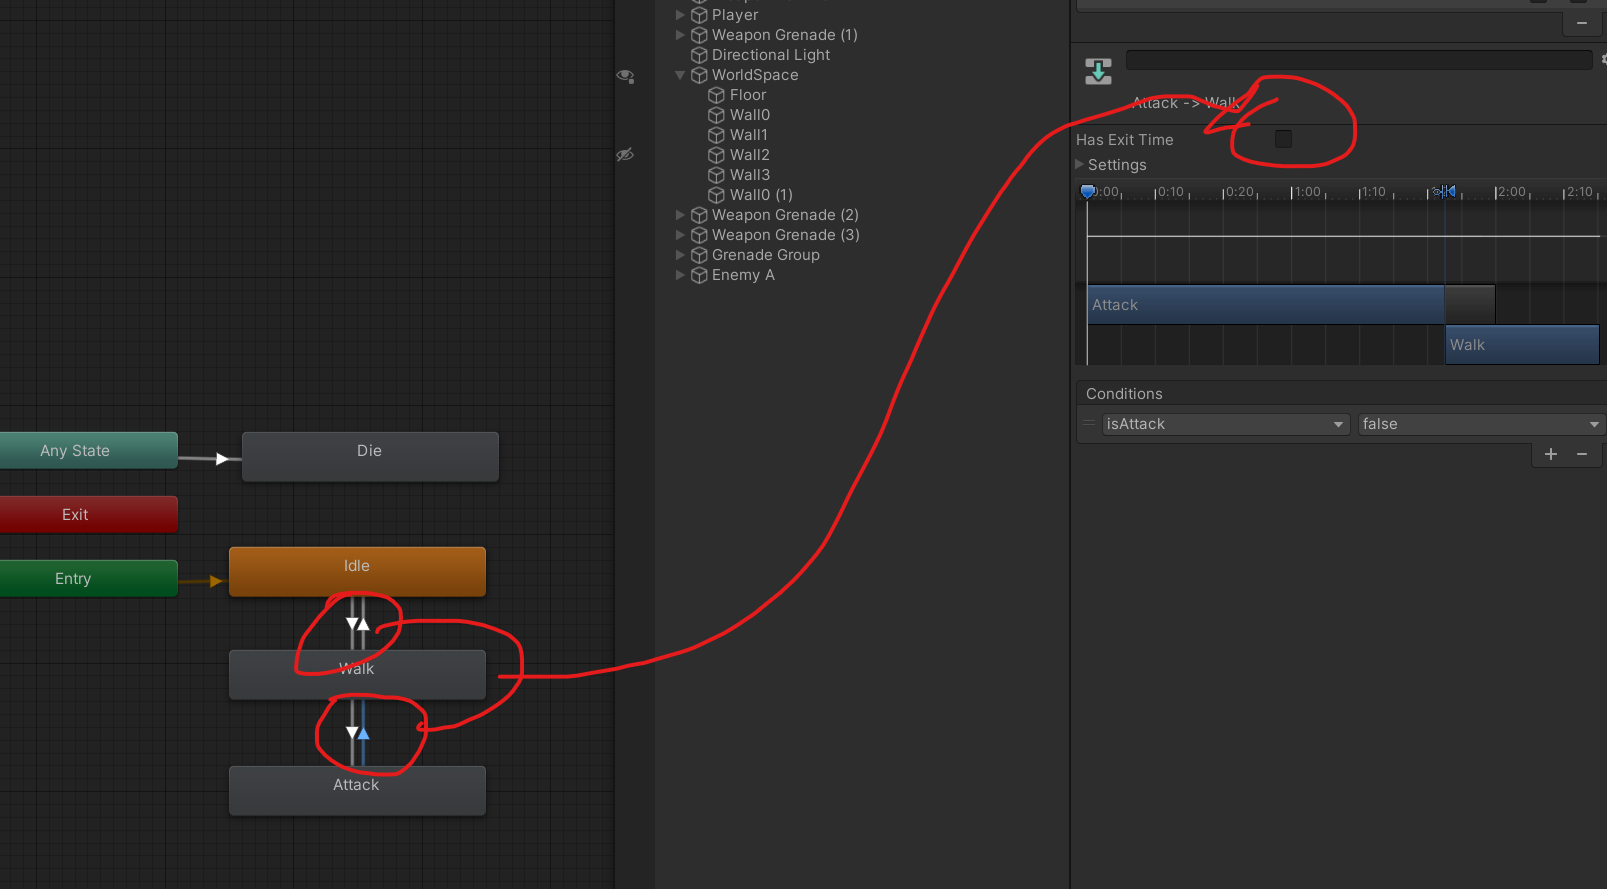 Player
Weapon Grenade (1)
Directional Light
WorldSpace
Floor
Wall0
Wall1
Wall2
Wall3
Wall0 (1)
Weapon Grenade (2)
Weapon Grenade (3)
Grenade Group
Enemy A
Any State
Die
Exit
Entry
Idle
Walk
Attack
Attack -> Walk
Has Exit Time
Settings
0:10 0:20 1:00 1:10 2:00 2:10
Attack
Walk
Conditions
isAttack false
+ −